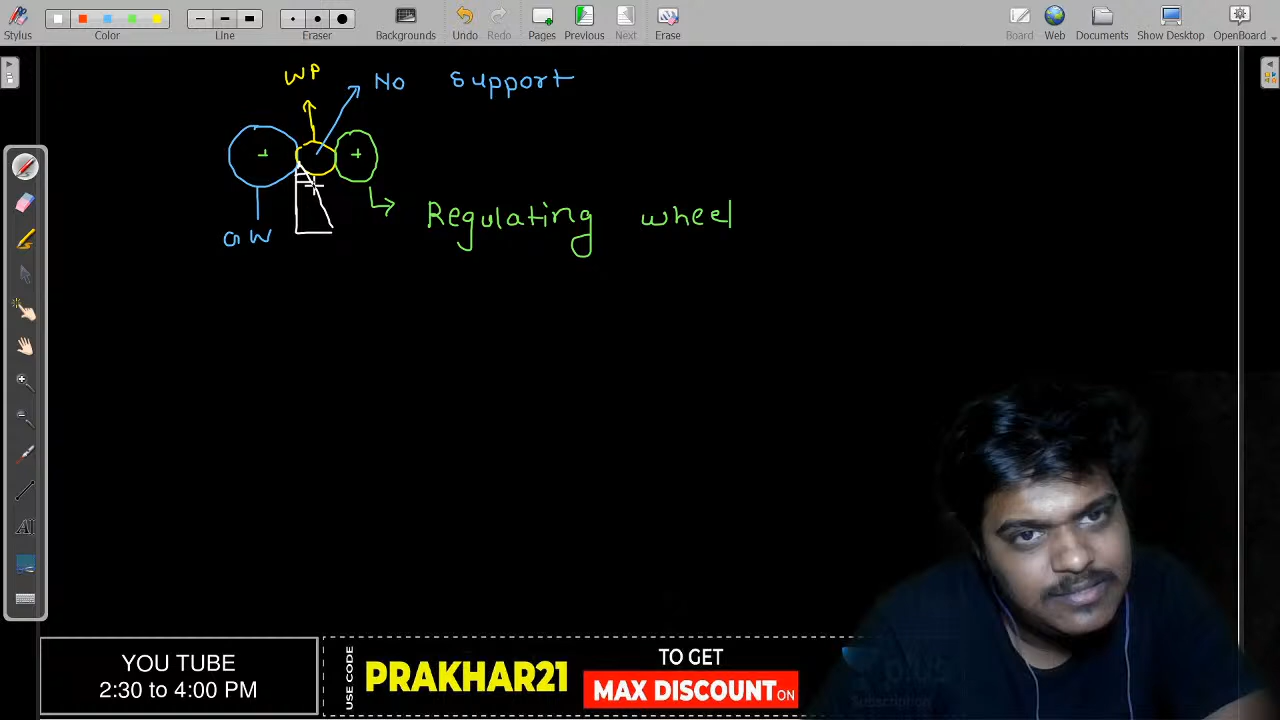 Stylus
Color
Line
Eraser
Backgrounds
Undo
Redo
Pages
Previous
Next
Erase
Board
Web
Documents
Show Desktop
OpenBoard
WP
No support
GW
Regulating wheel
YOU TUBE
2:30 to 4:00 PM
USE CODE
PRAKHAR21
TO GET
MAX DISCOUNT ON
plus
Subscription